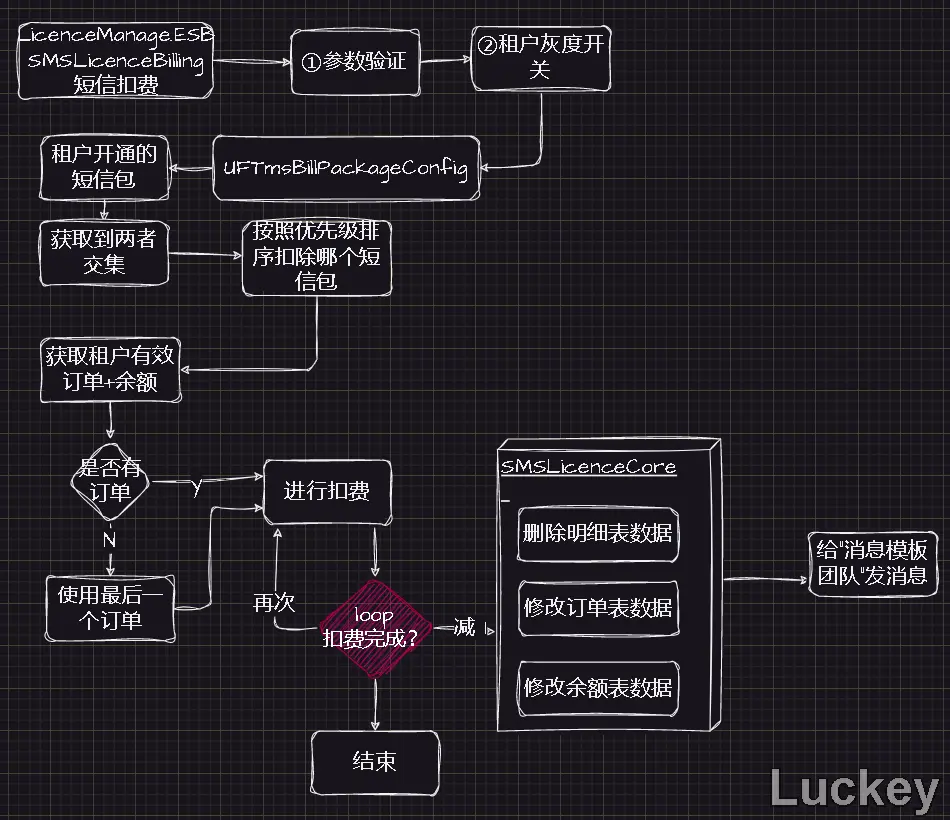 LicenceManage.ESB
SMSLicenceBilling
短信扣费
①参数验证
②租户灰度开
关
租户开通的
短信包
UFTmsBillPackageConfig
获取到两者
交集
按照优先级排
序扣除哪个短
信包
获取租户有效
订单+余额
是否有
订单
Y
进行扣费
N
使用最后一
个订单
再次
loop
扣费完成？
减
SMSLicenceCore
删除明细表数据
修改订单表数据
修改余额表数据
给"消息模板
团队"发消息
结束
Luckey